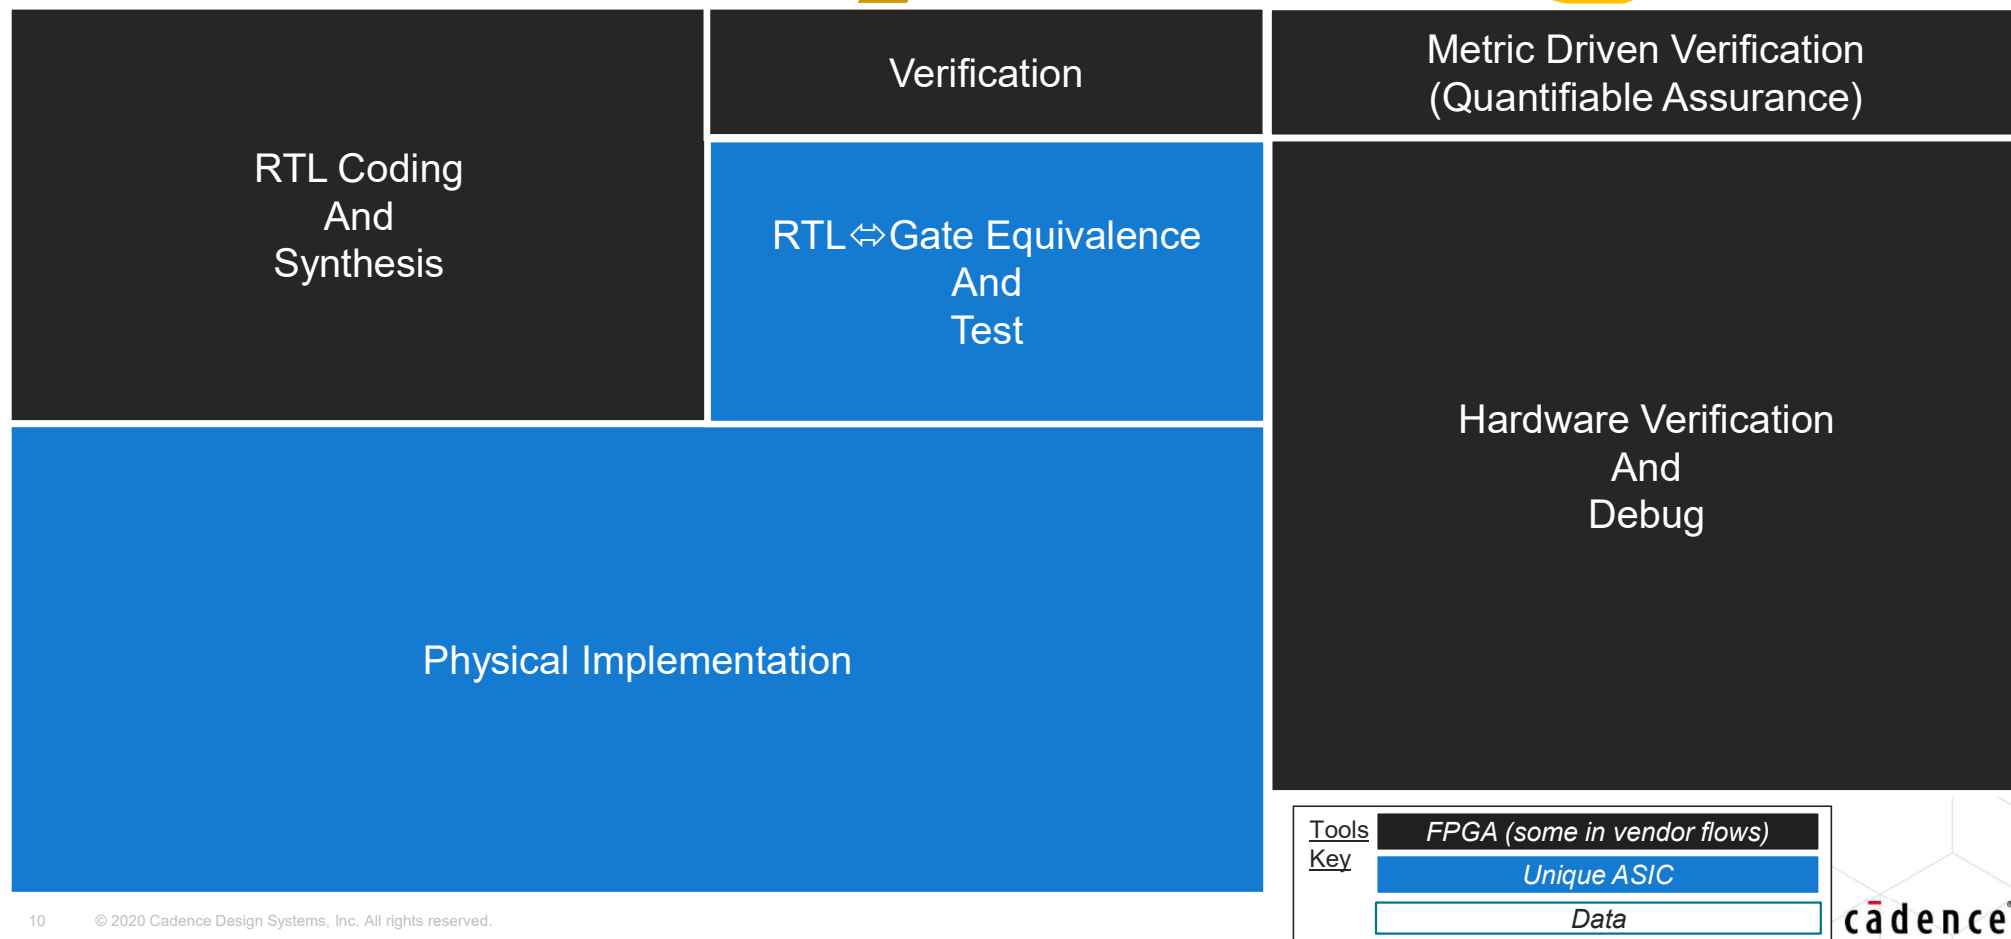 RTL Coding
And
Synthesis
Verification
Metric Driven Verification
(Quantifiable Assurance)
RTL⬄Gate Equivalence
And
Test
Hardware Verification
And
Debug
Physical Implementation
Tools
Key
FPGA (some in vendor flows)
Unique ASIC
Data
10 © 2020 Cadence Design Systems, Inc. All rights reserved.
cādence®